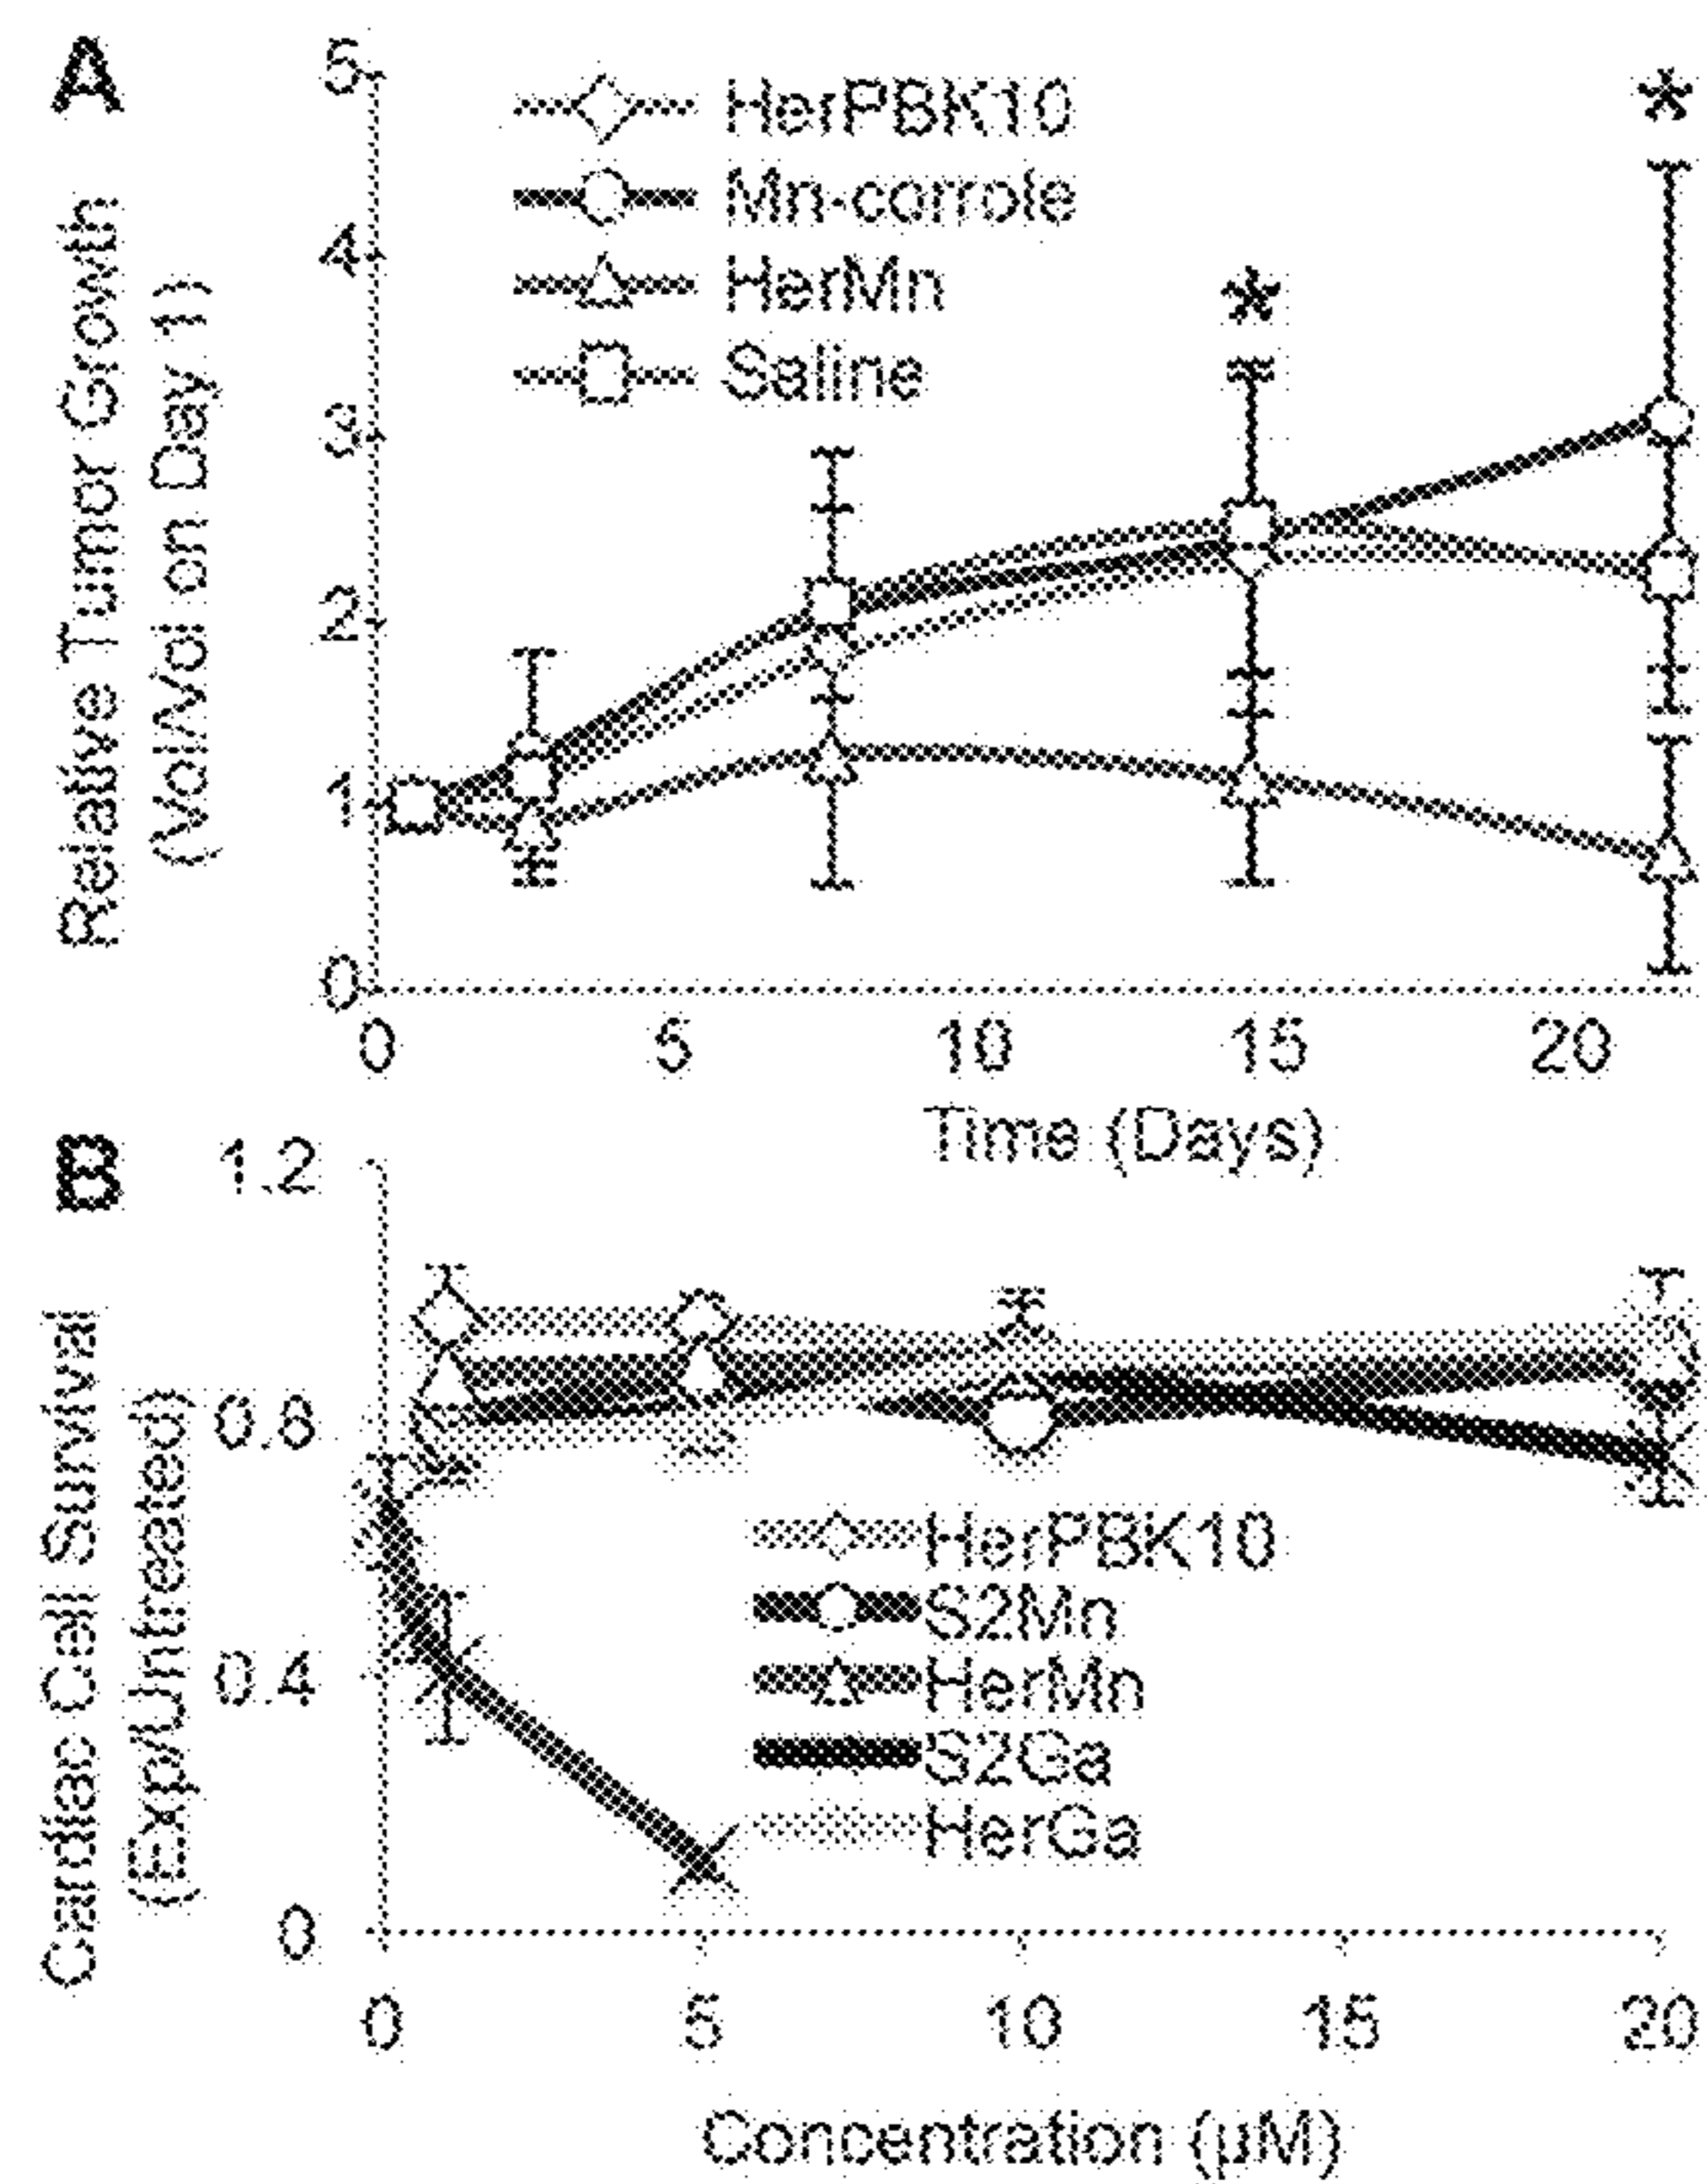 A
Relative Tumor Growth
(Vol/Vol on Day 1)
5
4
3
2
1
0
HerPBK10
Mn-corrole
HerMn
Saline
*
*
0 5 10 15 20
Time (Days)
B
Cardiac Cell Survival
(Exp/Untreated)
1.2
0.8
0.4
0
HerPBK10
S2Mn
HerMn
S2Ga
HerGa
0 5 10 15 20
Concentration (µM)